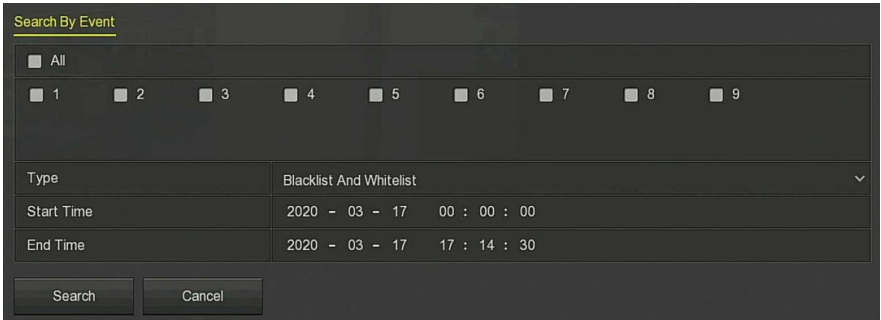 Search By Event
All
1 2 3 4 5 6 7 8 9
Type Blacklist And Whitelist
Start Time 2020 - 03 - 17 00 : 00 : 00
End Time 2020 - 03 - 17 17 : 14 : 30
Search Cancel